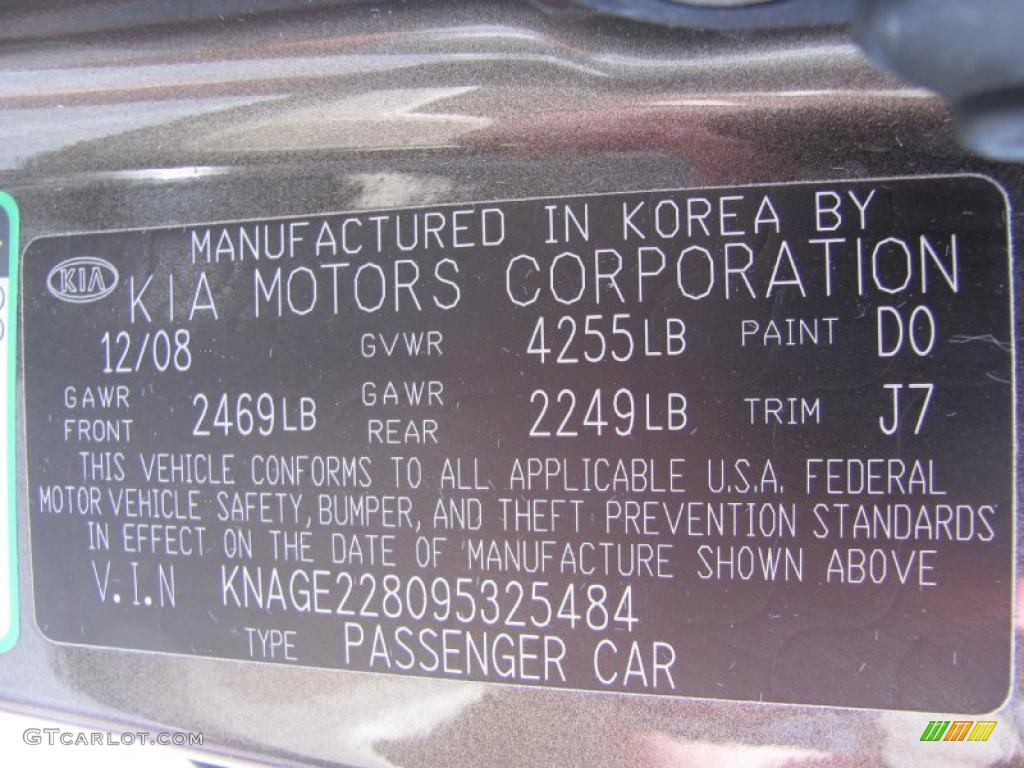 MANUFACTURED IN KOREA BY
KIA KIA MOTORS CORPORATION
12/08 GVWR 4255LB PAINT D0
GAWR FRONT 2469LB GAWR REAR 2249LB TRIM J7
THIS VEHICLE CONFORMS TO ALL APPLICABLE U.S.A. FEDERAL
MOTOR VEHICLE SAFETY, BUMPER, AND THEFT PREVENTION STANDARDS
IN EFFECT ON THE DATE OF MANUFACTURE SHOWN ABOVE
V.I.N KNAGE228095325484
TYPE PASSENGER CAR
GTCARLOT.COM